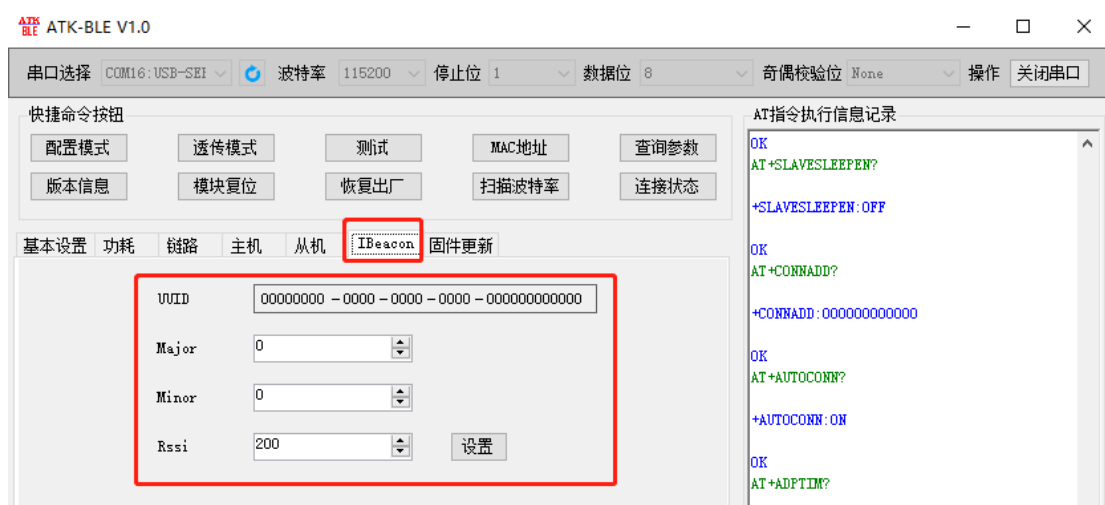 ATK BLE ATK-BLE V1.0
串口选择 COM16:USB-SEI 波特率 115200 停止位 1 数据位 8 奇偶校验位 None 操作 关闭串口
快捷命令按钮
配置模式 透传模式 测试 MAC地址 查询参数
版本信息 模块复位 恢复出厂 扫描波特率 连接状态
基本设置 功耗 链路 主机 从机 IBeacon 固件更新
UUID 00000000 -0000 -0000 -0000 -000000000000
Major 0
Minor 0
Rssi 200 设置
AT指令执行信息记录
OK
AT+SLAVESLEEPEN?
+SLAVESLEEPEN:OFF
OK
AT+CONNADD?
+CONNADD:000000000000
OK
AT+AUTOCONN?
+AUTOCONN:ON
OK
AT+ADPTIM?